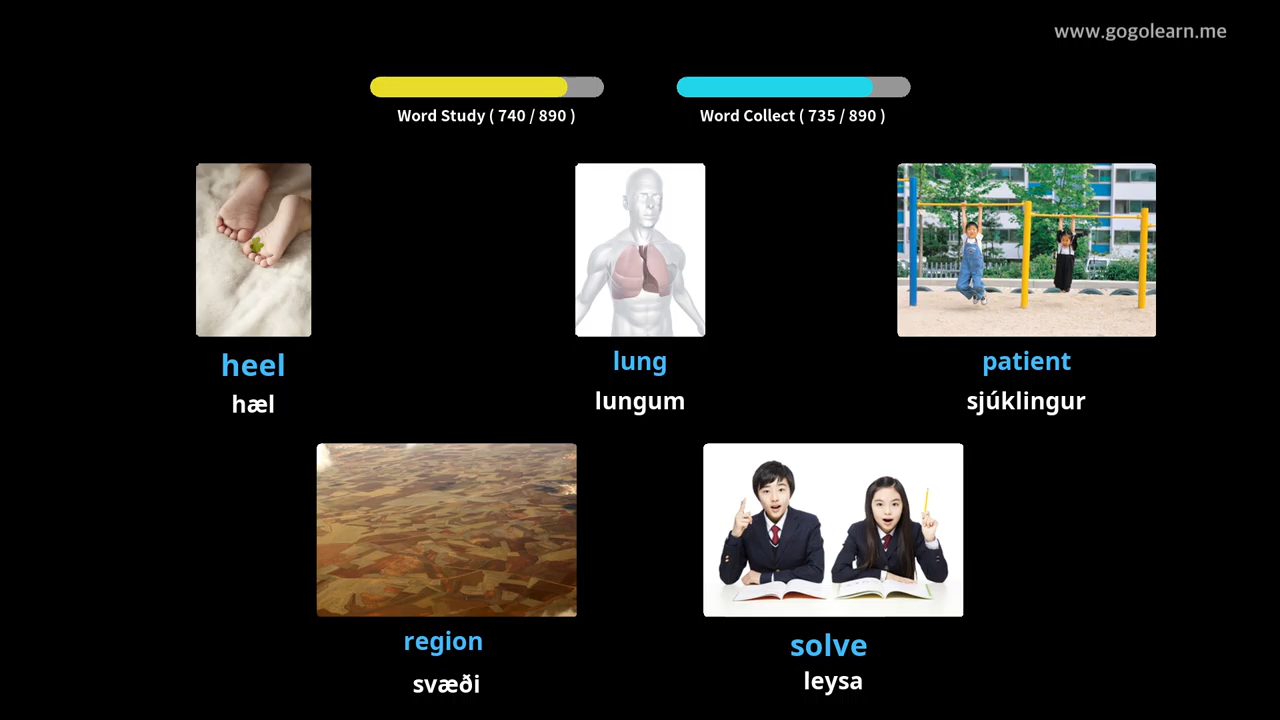 www.gogolearn.me
Word Study ( 740 / 890 )
Word Collect ( 735 / 890 )
heel
hæl
lung
lungum
patient
sjúklingur
region
svæði
solve
leysa